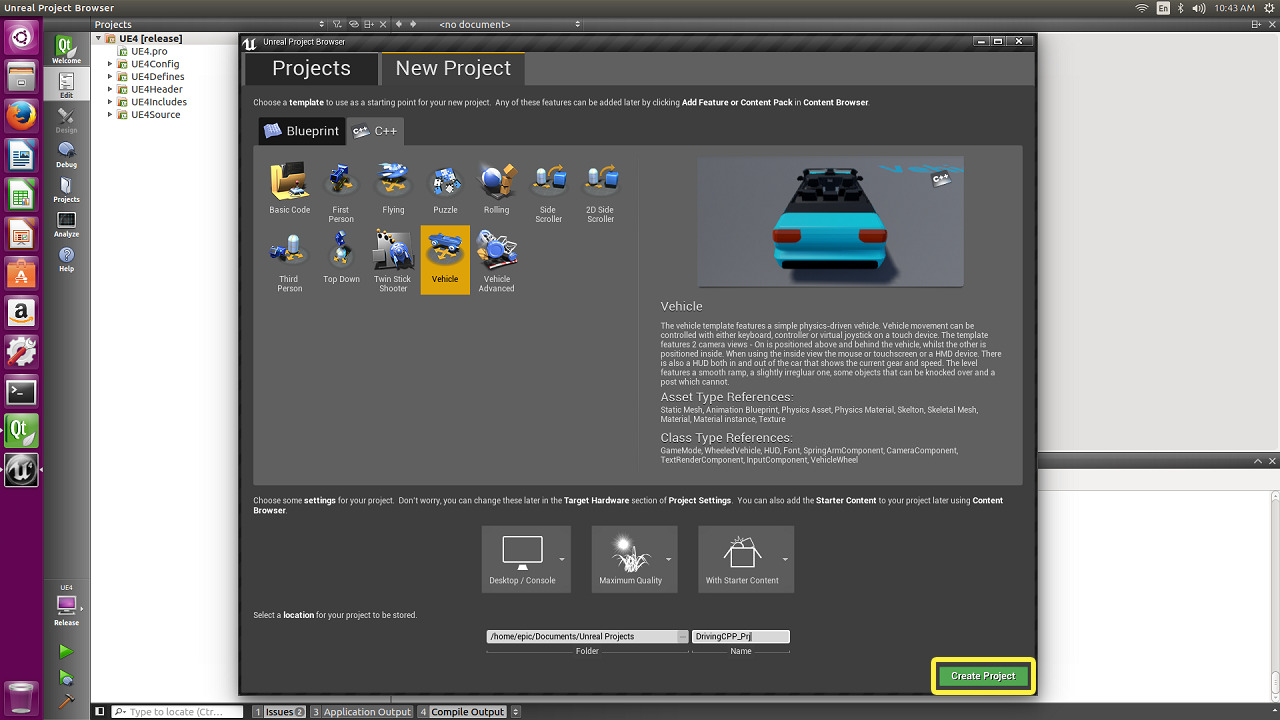 Unreal Project Browser
En
10:43 AM
Projects
<no document>
Welcome
Edit
Design
Debug
Projects
Analyze
Help
UE4
Release
UE4 [release]
UE4.pro
UE4Config
UE4Defines
UE4Header
UE4Includes
UE4Source
Unreal Project Browser
Projects
New Project
Choose a template to use as a starting point for your new project. Any of these features can be added later by clicking Add Feature or Content Pack in Content Browser.
Blueprint
C++
Basic Code
First
Person
Flying
Puzzle
Rolling
Side
Scroller
2D Side
Scroller
Third
Person
Top Down
Twin Stick
Shooter
Vehicle
Vehicle
Advanced
C++
Vehicle
The vehicle template features a simple physics-driven vehicle. Vehicle movement can be
controlled with either keyboard, controller or virtual joystick on a touch device. The template
features 2 camera views - On is positioned above and behind the vehicle, whilst the other is
positioned inside. When using the inside view the mouse or touchscreen or a HMD device. There
is also a HUD both in and out of the car that shows the current gear and speed. The level
features a smooth ramp, a slightly irregluar one, some objects that can be knocked over and a
post which cannot.
Asset Type References:
Static Mesh, Animation Blueprint, Physics Asset, Physics Material, Skelton, Skeletal Mesh,
Material, Material instance, Texture
Class Type References:
GameMode, WheeledVehicle, HUD, Font, SpringArmComponent, CameraComponent,
TextRenderComponent, InputComponent, VehicleWheel
Choose some settings for your project. Don't worry, you can change these later in the Target Hardware section of Project Settings. You can also add the Starter Content to your project later using Content
Browser.
Desktop / Console
Maximum Quality
With Starter Content
Select a location for your project to be stored.
/home/epic/Documents/Unreal Projects
...
DrivingCPP_Prj
Folder
Name
Create Project
Type to locate (Ctr...
1 Issues 2
3 Application Output
4 Compile Output